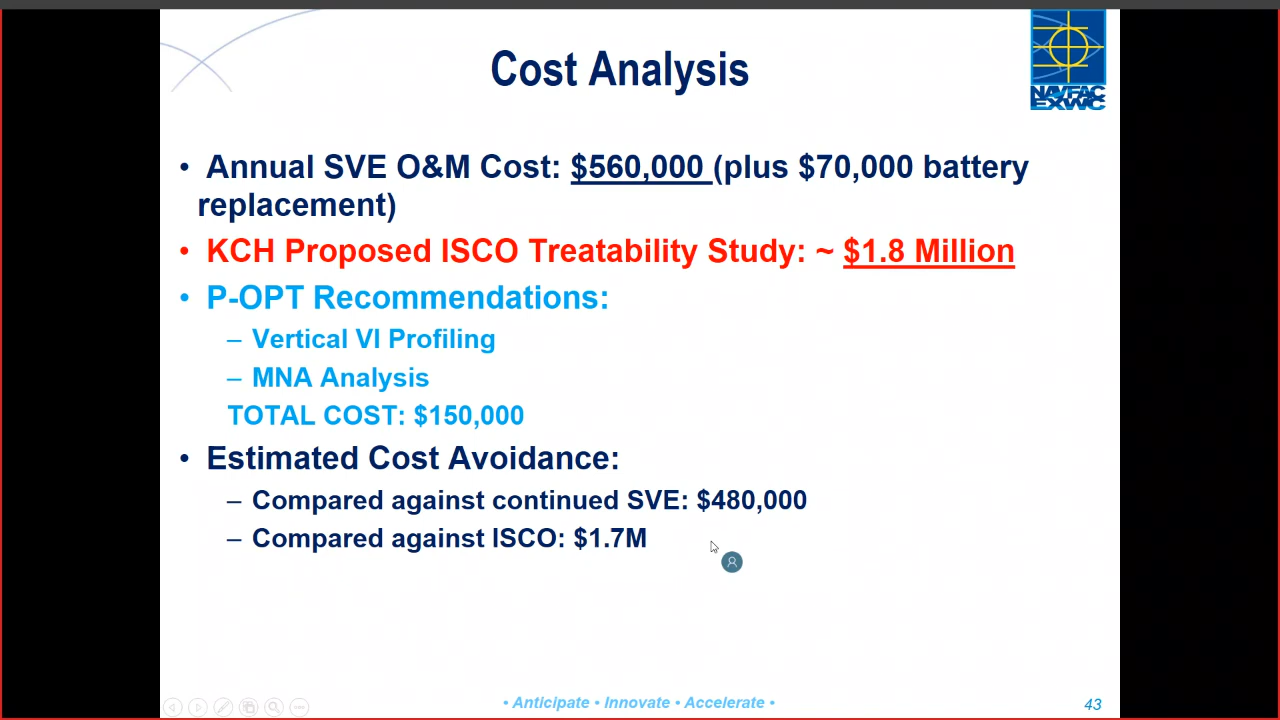 NAVFAC
EXWC
Cost Analysis
• Annual SVE O&M Cost: $560,000 (plus $70,000 battery
replacement)
• KCH Proposed ISCO Treatability Study: ~ $1.8 Million
• P-OPT Recommendations:
– Vertical VI Profiling
– MNA Analysis
TOTAL COST: $150,000
• Estimated Cost Avoidance:
– Compared against continued SVE: $480,000
– Compared against ISCO: $1.7M
• Anticipate • Innovate • Accelerate •
43